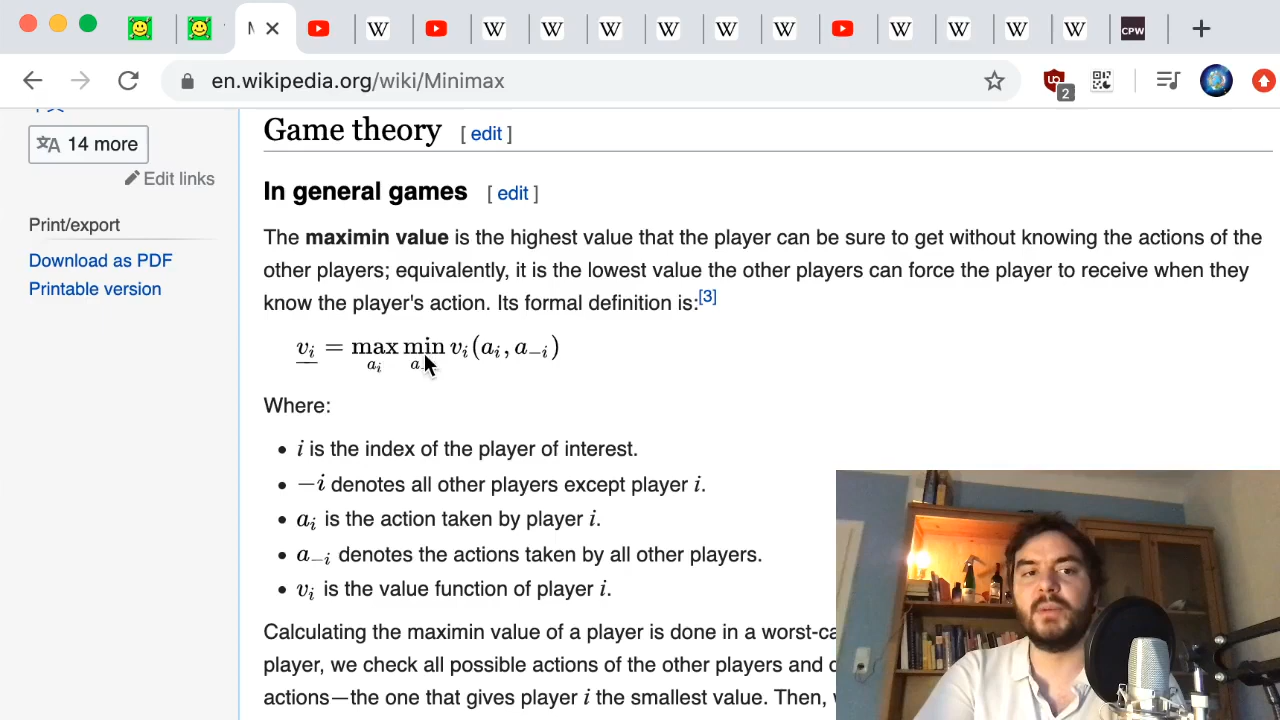 en.wikipedia.org/wiki/Minimax
2
CPW
14 more
Edit links
Print/export
Download as PDF
Printable version
Game theory [ edit ]
In general games [ edit ]
The maximin value is the highest value that the player can be sure to get without knowing the actions of the
other players; equivalently, it is the lowest value the other players can force the player to receive when they
know the player's action. Its formal definition is:[3]
v_i = max_{a_i} min v_i(a_i, a_{−i})
Where:
• i is the index of the player of interest.
• −i denotes all other players except player i.
• a_i is the action taken by player i.
• a_{−i} denotes the actions taken by all other players.
• v_i is the value function of player i.
Calculating the maximin value of a player is done in a
player, we check all possible actions of the other players and
actions—the one that gives player i the smallest value. Then,